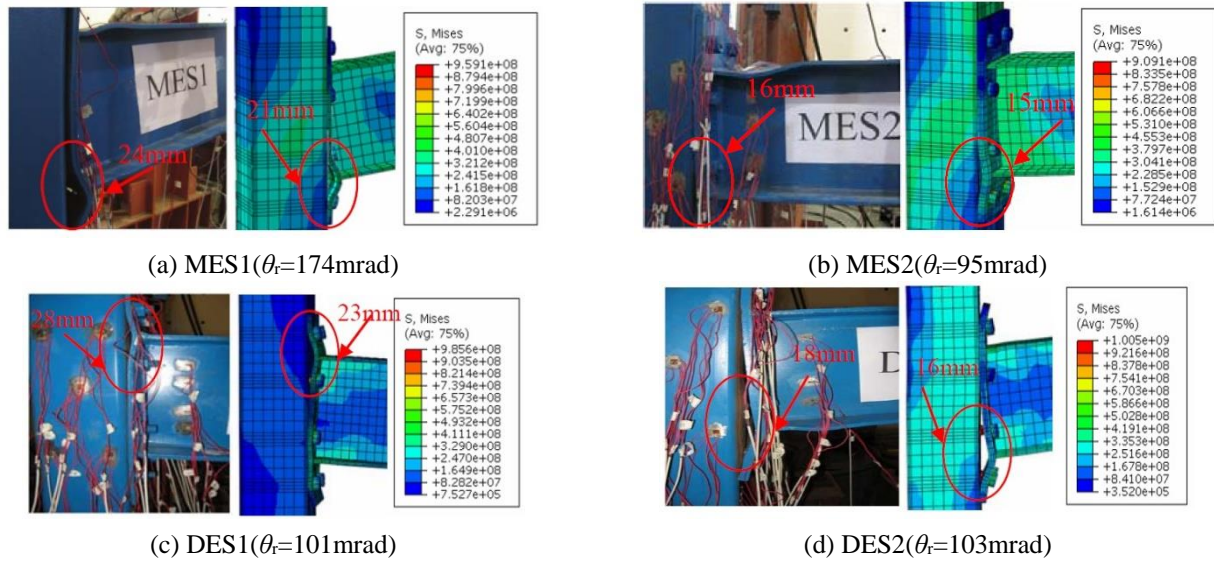 MES1
24mm
21mm
S, Mises
(Avg: 75%)
+9.591e+08
+8.794e+08
+7.996e+08
+7.199e+08
+6.402e+08
+5.604e+08
+4.807e+08
+4.010e+08
+3.212e+08
+2.415e+08
+1.618e+08
+8.203e+07
+2.291e+06
(a) MES1(θr=174mrad)
16mm
MES2
15mm
S, Mises
(Avg: 75%)
+9.091e+08
+8.335e+08
+7.578e+08
+6.822e+08
+6.066e+08
+5.310e+08
+4.553e+08
+3.797e+08
+3.041e+08
+2.285e+08
+1.529e+08
+7.724e+07
+1.614e+06
(b) MES2(θr=95mrad)
28mm
23mm
S, Mises
(Avg: 75%)
+9.856e+08
+9.035e+08
+8.214e+08
+7.394e+08
+6.573e+08
+5.752e+08
+4.932e+08
+4.111e+08
+3.290e+08
+2.470e+08
+1.649e+08
+8.282e+07
+7.527e+05
(c) DES1(θr=101mrad)
D
18mm
16mm
S, Mises
(Avg: 75%)
+1.005e+09
+9.216e+08
+8.378e+08
+7.541e+08
+6.703e+08
+5.866e+08
+5.028e+08
+4.191e+08
+3.353e+08
+2.516e+08
+1.678e+08
+8.410e+07
+3.520e+05
(d) DES2(θr=103mrad)